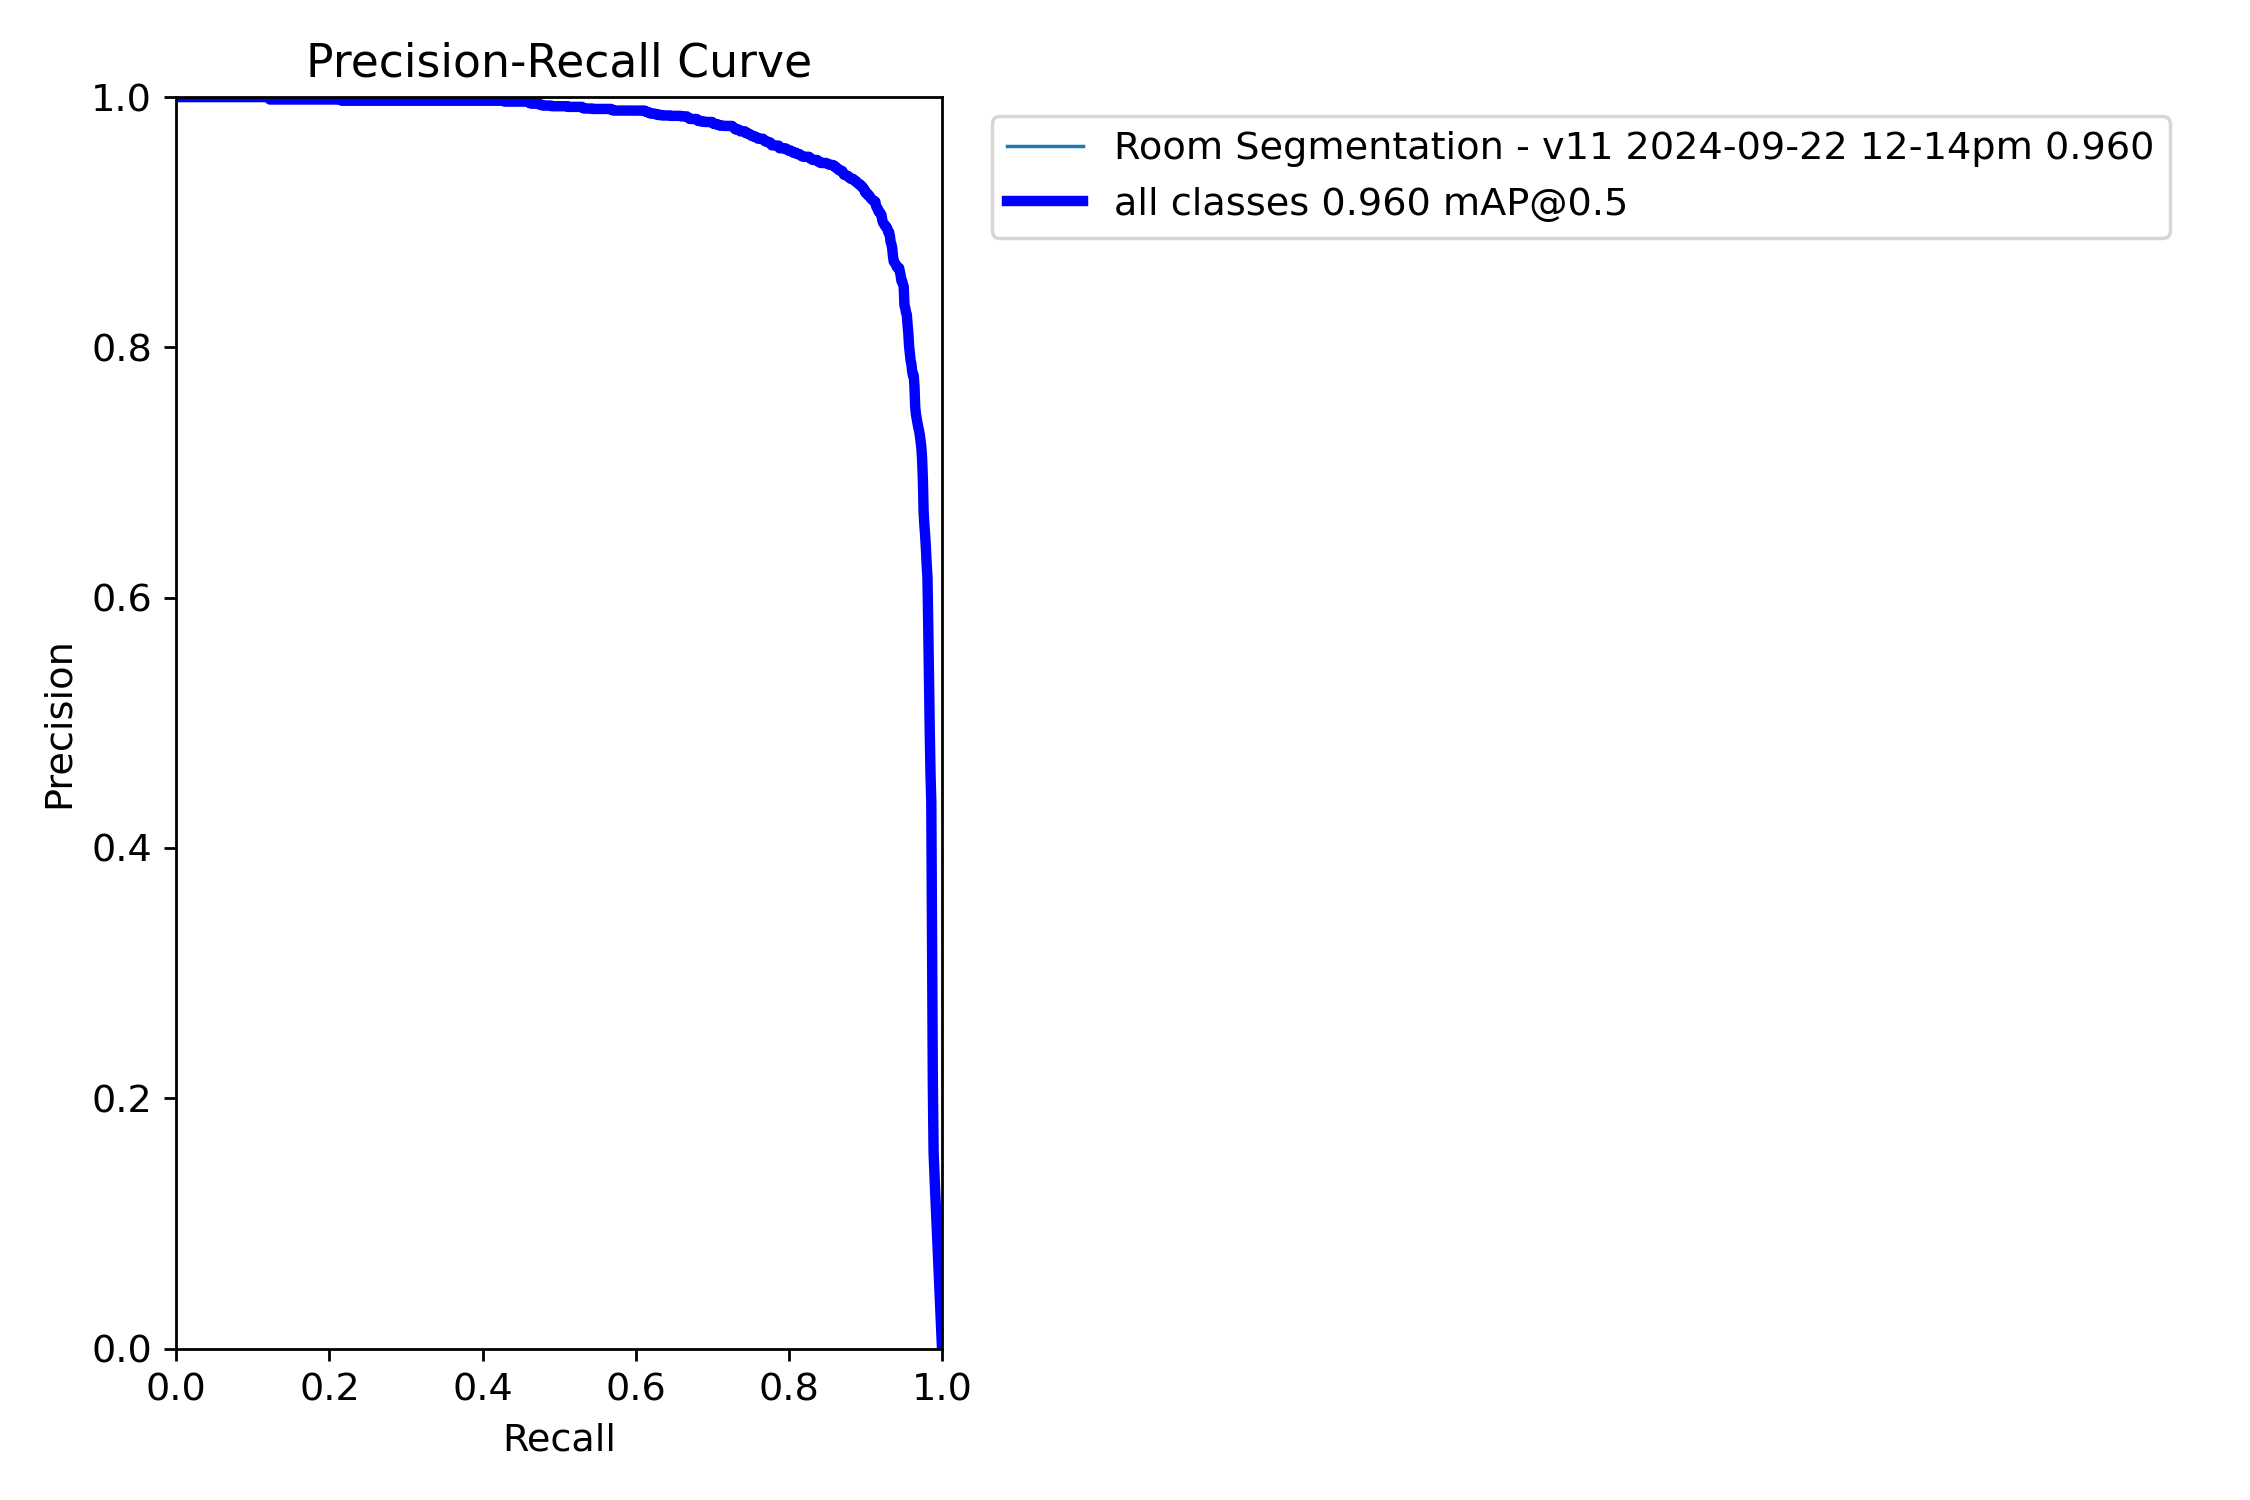 Precision-Recall Curve
Room Segmentation - v11 2024-09-22 12-14pm 0.960
all classes 0.960 mAP@0.5
Precision
1.0
0.8
0.6
0.4
0.2
0.0
0.0 0.2 0.4 0.6 0.8 1.0
Recall